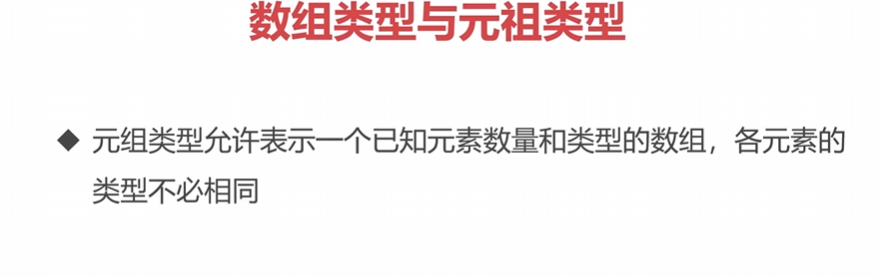 数组类型与元祖类型
◆ 元组类型允许表示一个已知元素数量和类型的数组，各元素的
类型不必相同